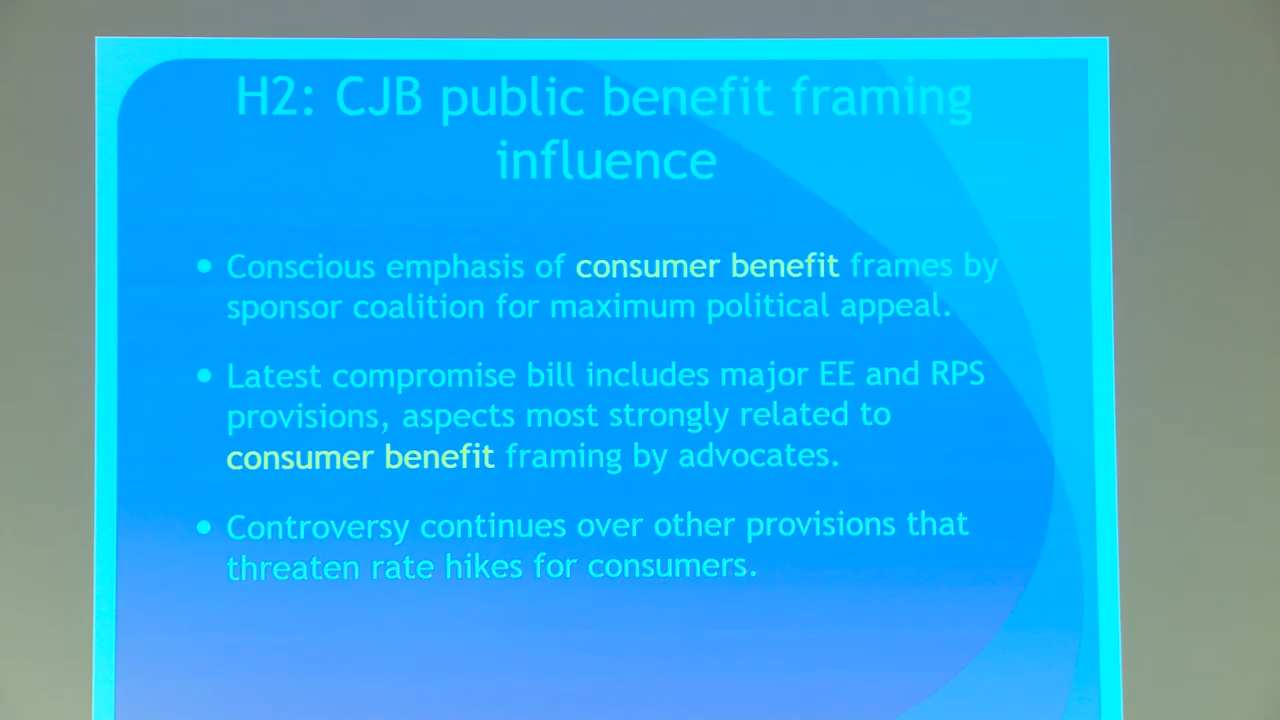 H2: CJB public benefit framing
influence
• Conscious emphasis of consumer benefit frames by
sponsor coalition for maximum political appeal.
• Latest compromise bill includes major EE and RPS
provisions, aspects most strongly related to
consumer benefit framing by advocates.
• Controversy continues over other provisions that
threaten rate hikes for consumers.